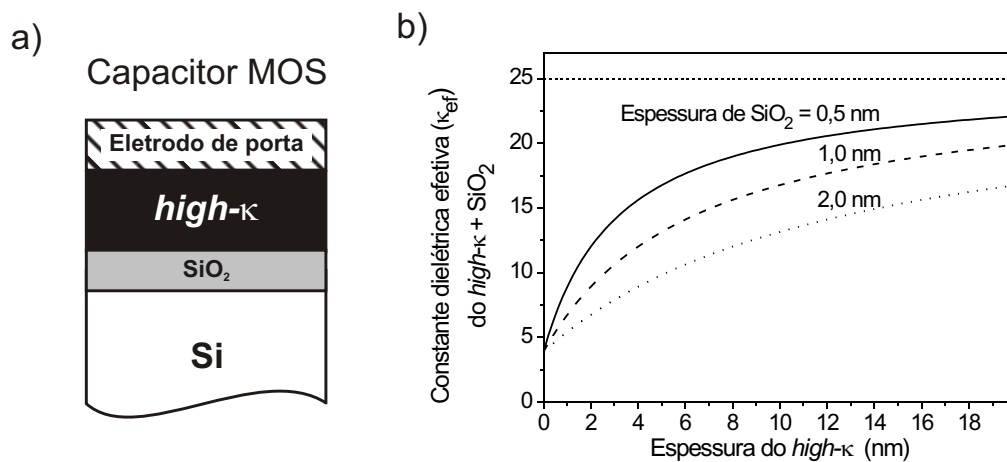 a)
Capacitor MOS
Eletrodo de porta
high-κ
SiO₂
Si
b)
Constante dielétrica efetiva (κef)
do high-κ + SiO₂
25
20
15
10
5
0
Espessura de SiO₂ = 0,5 nm
1,0 nm
2,0 nm
0 2 4 6 8 10 12 14 16 18
Espessura do high-κ (nm)